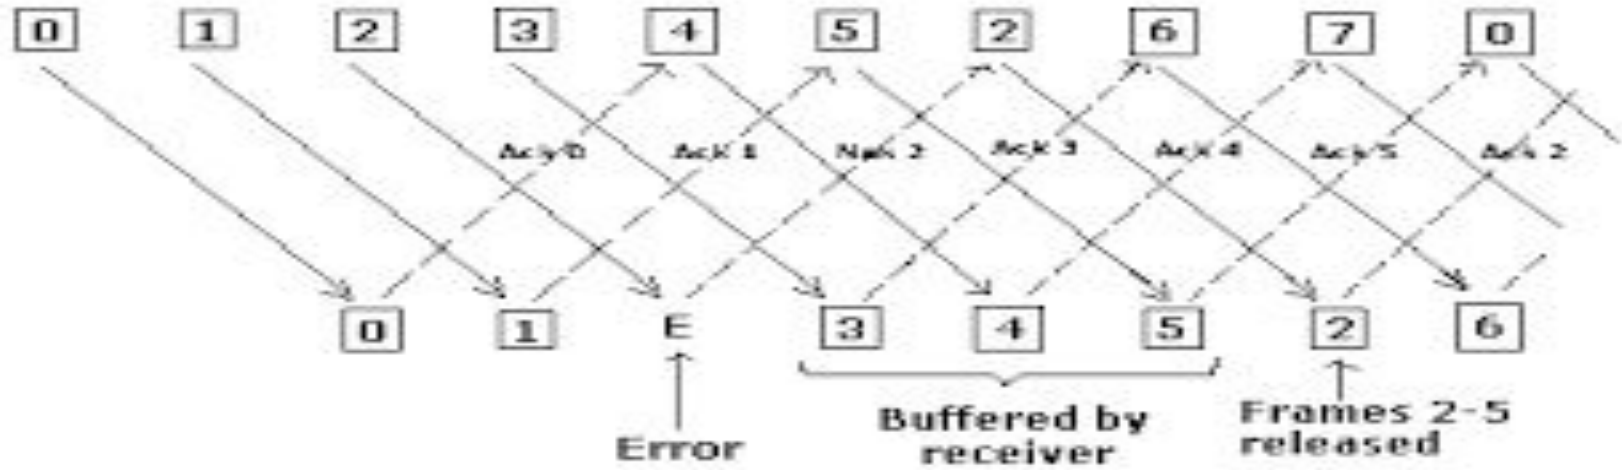 0 1 2 3 4 5 2 6 7 0
Ack 0 Ack 1 Nak 2 Ack 3 Ack 4 Ack 5 Ack 2
0 1 E 3 4 5 2 6
Error
Buffered by
receiver
Frames 2-5
released